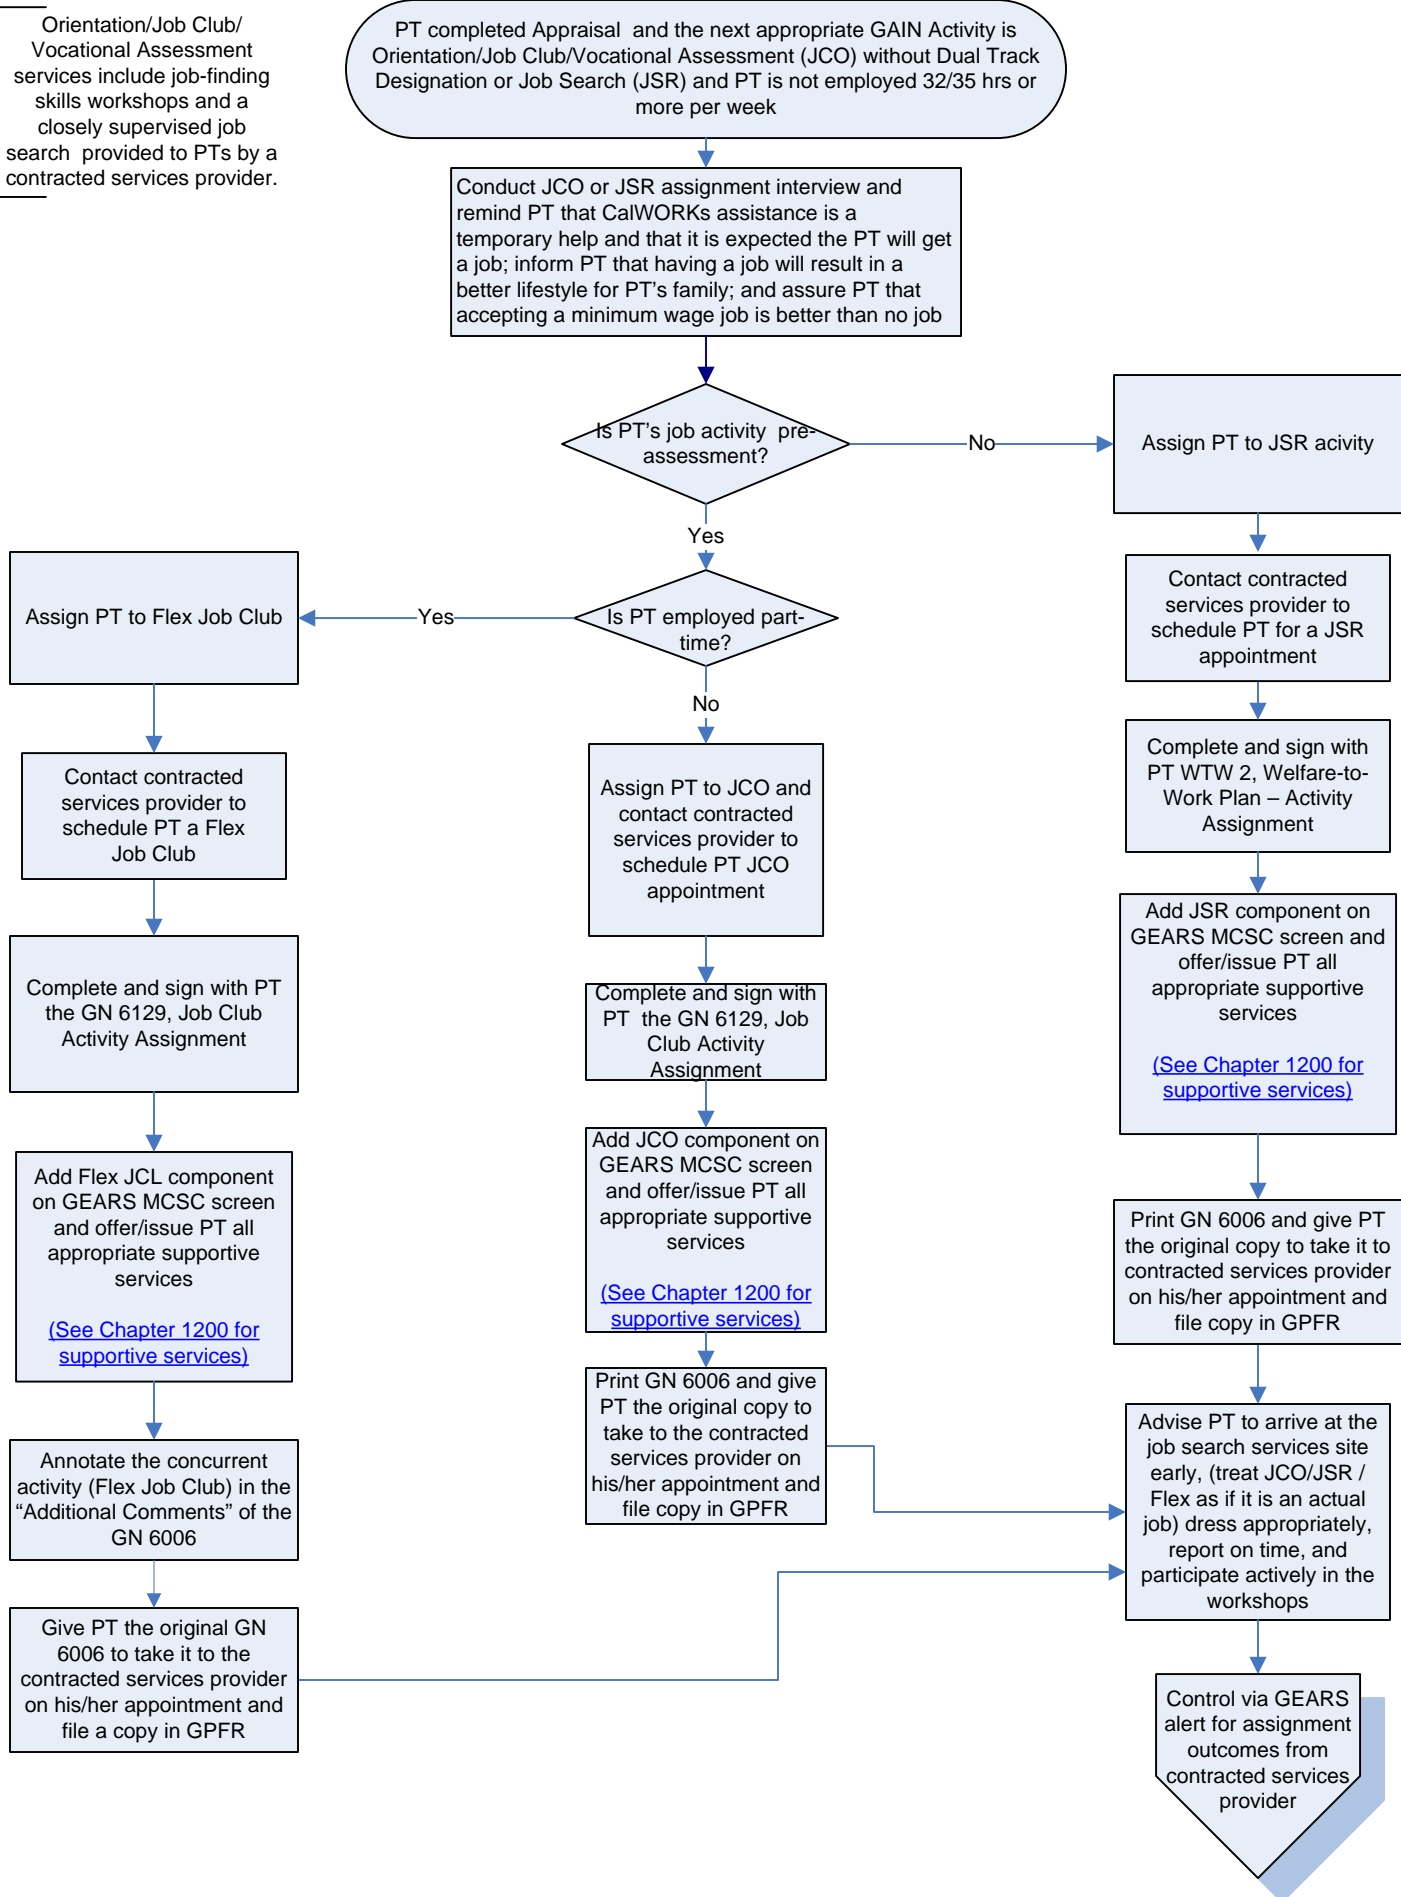 Orientation/Job Club/
Vocational Assessment
services include job-finding
skills workshops and a
closely supervised job
search provided to PTs by a
contracted services provider.
PT completed Appraisal and the next appropriate GAIN Activity is
Orientation/Job Club/Vocational Assessment (JCO) without Dual Track
Designation or Job Search (JSR) and PT is not employed 32/35 hrs or
more per week
Conduct JCO or JSR assignment interview and
remind PT that CalWORKs assistance is a
temporary help and that it is expected the PT will get
a job; inform PT that having a job will result in a
better lifestyle for PT's family; and assure PT that
accepting a minimum wage job is better than no job
Is PT's job activity pre-
assessment?
No
Assign PT to JSR acivity
Yes
Is PT employed part-
time?
Yes
Assign PT to Flex Job Club
No
Contact contracted
services provider to
schedule PT for a JSR
appointment
Complete and sign with
PT WTW 2, Welfare-to-
Work Plan – Activity
Assignment
Add JSR component on
GEARS MCSC screen and
offer/issue PT all
appropriate supportive
services
(See Chapter 1200 for
supportive services)
Print GN 6006 and give PT
the original copy to take it to
contracted services provider
on his/her appointment and
file copy in GPFR
Contact contracted
services provider to
schedule PT a Flex
Job Club
Complete and sign with PT
the GN 6129, Job Club
Activity Assignment
Add Flex JCL component
on GEARS MCSC screen
and offer/issue PT all
appropriate supportive
services
(See Chapter 1200 for
supportive services)
Annotate the concurrent
activity (Flex Job Club) in the
“Additional Comments” of the
GN 6006
Give PT the original GN
6006 to take it to the
contracted services provider
on his/her appointment and
file a copy in GPFR
Assign PT to JCO and
contact contracted
services provider to
schedule PT JCO
appointment
Complete and sign with
PT the GN 6129, Job
Club Activity
Assignment
Add JCO component on
GEARS MCSC screen
and offer/issue PT all
appropriate supportive
services
(See Chapter 1200 for
supportive services)
Print GN 6006 and give
PT the original copy to
take to the contracted
services provider on
his/her appointment and
file copy in GPFR
Advise PT to arrive at the
job search services site
early, (treat JCO/JSR /
Flex as if it is an actual
job) dress appropriately,
report on time, and
participate actively in the
workshops
Control via GEARS
alert for assignment
outcomes from
contracted services
provider